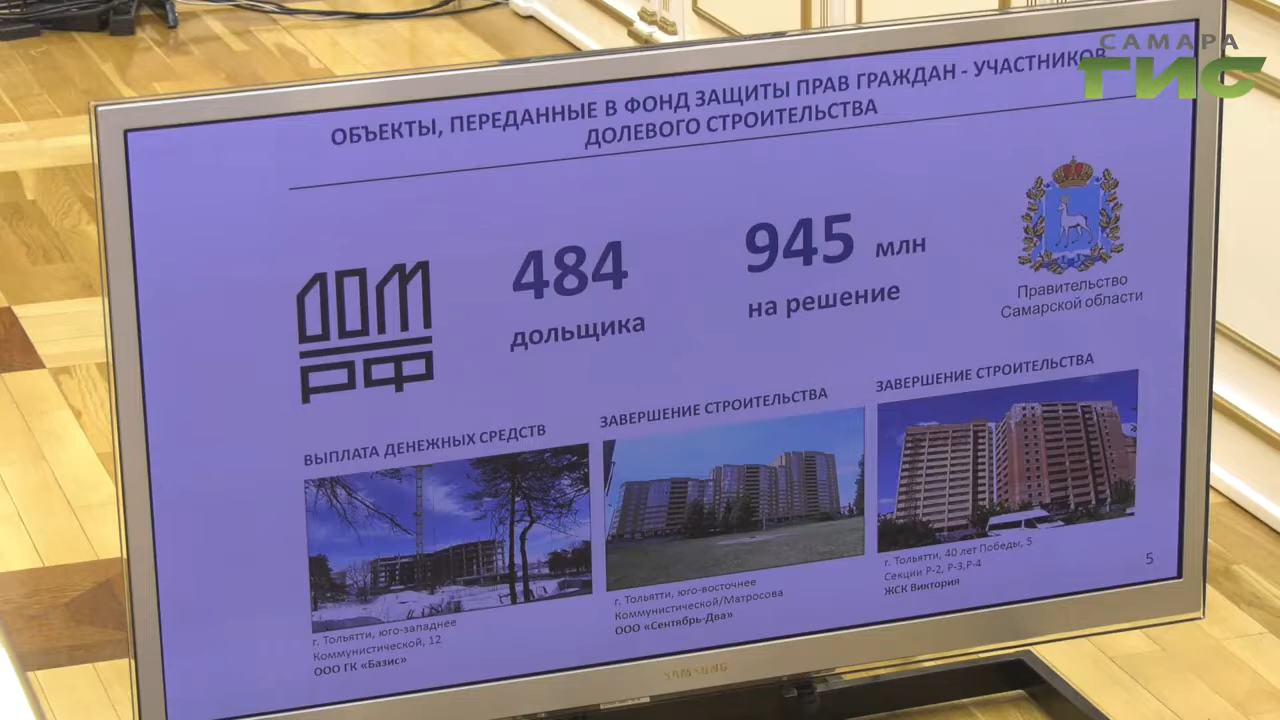 САМАРА
ГИС
ОБЪЕКТЫ, ПЕРЕДАННЫЕ В ФОНД ЗАЩИТЫ ПРАВ ГРАЖДАН - УЧАСТНИКОВ
ДОЛЕВОГО СТРОИТЕЛЬСТВА
ДОМ
РФ
484
дольщика
945 млн
на решение
Правительство
Самарской области
ВЫПЛАТА ДЕНЕЖНЫХ СРЕДСТВ
г. Тольятти, юго-западнее
Коммунистической, 12
ООО ГК «Базис»
ЗАВЕРШЕНИЕ СТРОИТЕЛЬСТВА
г. Тольятти, юго-восточнее
Коммунистической/Матросова
ООО «Сентябрь-Два»
ЗАВЕРШЕНИЕ СТРОИТЕЛЬСТВА
г. Тольятти, 40 лет Победы, 5
Секции Р-2, Р-3,Р-4
ЖСК Виктория
5
SAMSUNG